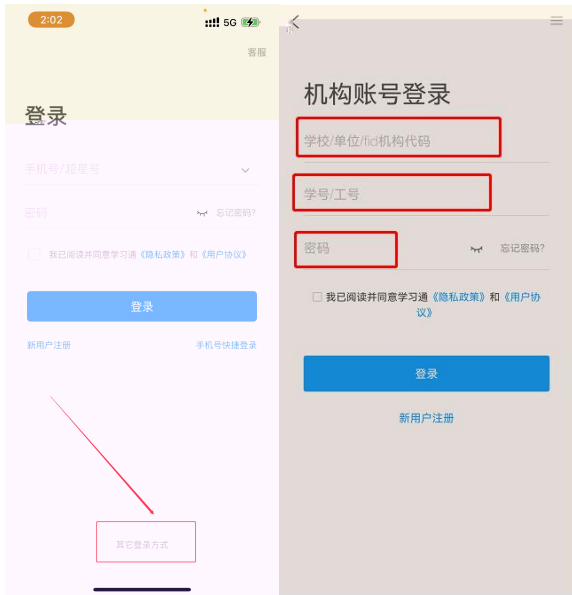 2:02
5G
客服
登录
手机号/超星号
密码
忘记密码?
我已阅读并同意学习通《隐私政策》和《用户协议》
登录
新用户注册
手机号快捷登录
其它登录方式
机构账号登录
学校/单位/fid机构代码
学号/工号
密码
忘记密码?
我已阅读并同意学习通《隐私政策》和《用户协
议》
登录
新用户注册